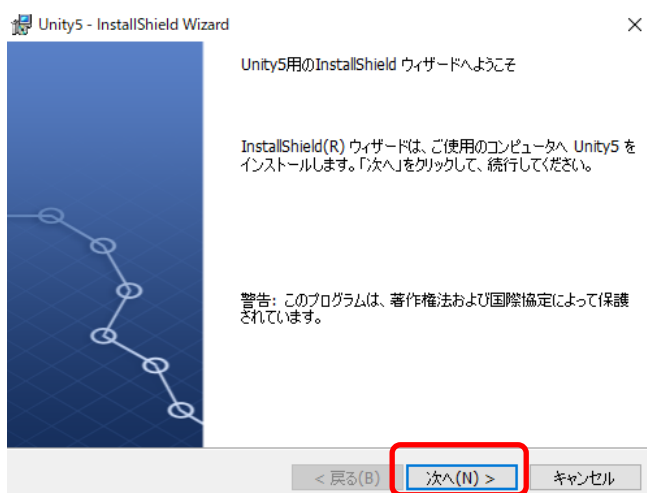 Unity5 - InstallShield Wizard
Unity5用のInstallShield ウィザードへようこそ
InstallShield(R) ウィザードは、ご使用のコンピュータへ Unity5 を
インストールします。「次へ」をクリックして、続行してください。
警告: このプログラムは、著作権法および国際協定によって保護
されています。
< 戻る(B) 次へ(N) > キャンセル